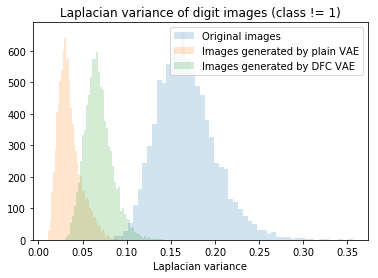 Laplacian variance of digit images (class != 1)
Original images
Images generated by plain VAE
Images generated by DFC VAE
600
500
400
300
200
100
0
0.00 0.05 0.10 0.15 0.20 0.25 0.30 0.35
Laplacian variance